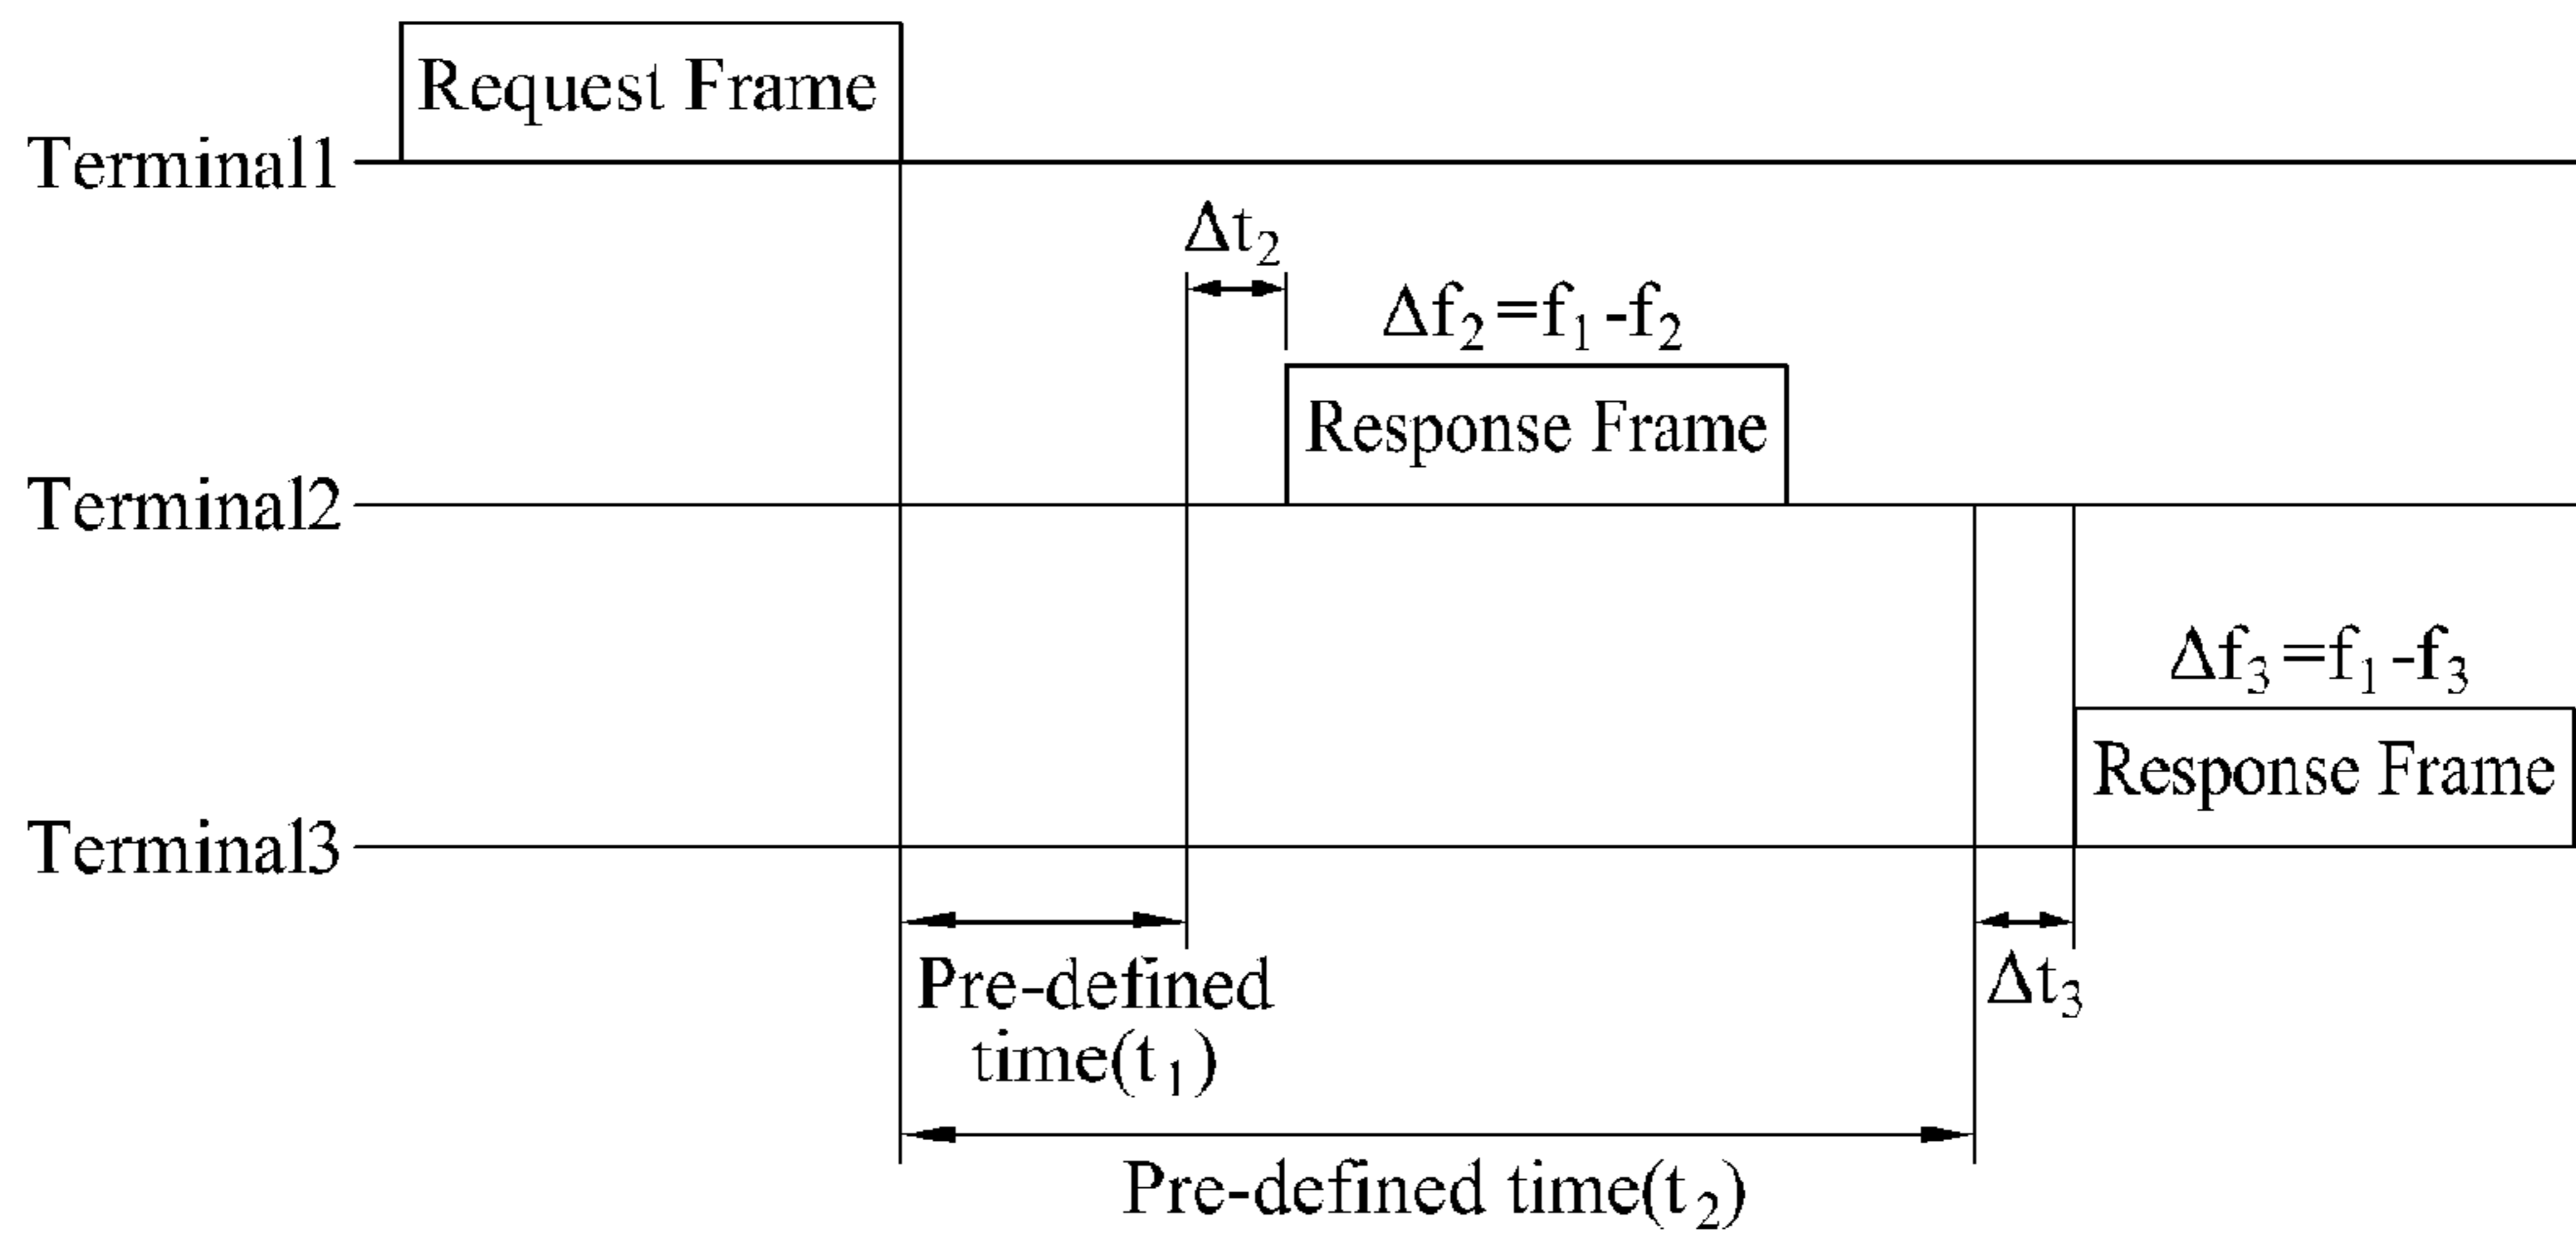 Request Frame
Terminal1
Δt₂
Δf₂=f₁-f₂
Response Frame
Terminal2
Δf₃=f₁-f₃
Response Frame
Terminal3
Pre-defined
time(t₁)
Δt₃
Pre-defined time(t₂)